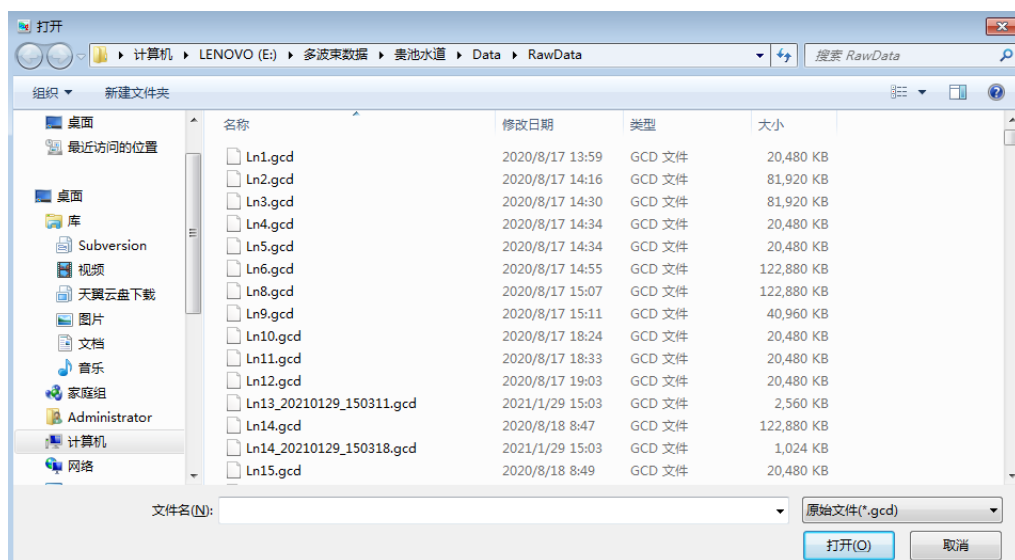 打开
计算机 LENOVO (E:) 多波束数据 贵池水道 Data RawData
搜索 RawData
组织 新建文件夹
桌面
最近访问的位置
桌面
库
Subversion
视频
天翼云盘下载
图片
文档
音乐
家庭组
Administrator
计算机
网络
名称 修改日期 类型 大小
Ln1.gcd 2020/8/17 13:59 GCD 文件 20,480 KB
Ln2.gcd 2020/8/17 14:16 GCD 文件 81,920 KB
Ln3.gcd 2020/8/17 14:30 GCD 文件 81,920 KB
Ln4.gcd 2020/8/17 14:34 GCD 文件 20,480 KB
Ln5.gcd 2020/8/17 14:34 GCD 文件 20,480 KB
Ln6.gcd 2020/8/17 14:55 GCD 文件 122,880 KB
Ln8.gcd 2020/8/17 15:07 GCD 文件 122,880 KB
Ln9.gcd 2020/8/17 15:11 GCD 文件 40,960 KB
Ln10.gcd 2020/8/17 18:24 GCD 文件 20,480 KB
Ln11.gcd 2020/8/17 18:33 GCD 文件 20,480 KB
Ln12.gcd 2020/8/17 19:03 GCD 文件 20,480 KB
Ln13_20210129_150311.gcd 2021/1/29 15:03 GCD 文件 2,560 KB
Ln14.gcd 2020/8/18 8:47 GCD 文件 122,880 KB
Ln14_20210129_150318.gcd 2021/1/29 15:03 GCD 文件 1,024 KB
Ln15.gcd 2020/8/18 8:49 GCD 文件 20,480 KB
文件名(N): 原始文件(*.gcd)
打开(O) 取消